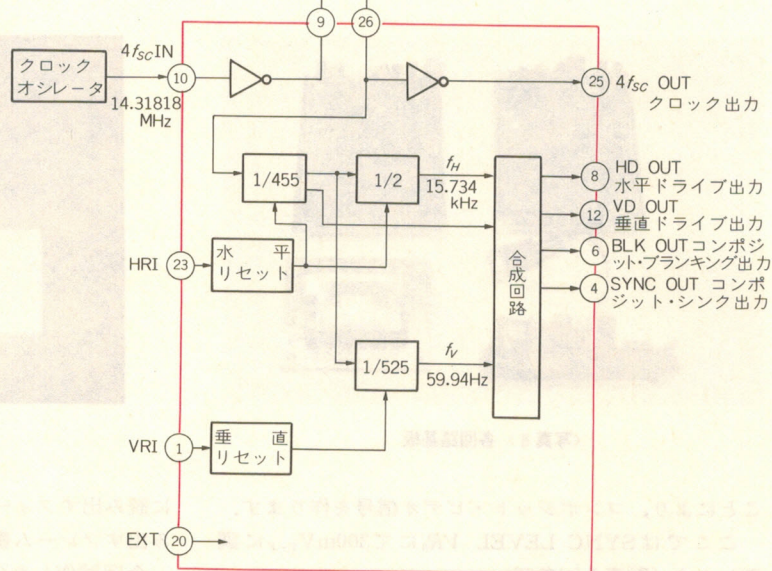 9
26
4fSC IN
クロック
オシレータ
10
14.31818
MHz
25
4fSC OUT
クロック出力
1/455
1/2
fH
15.734
kHz
8
HD OUT
水平ドライブ出力
12
VD OUT
垂直ドライブ出力
6
BLK OUTコンポジ
ット・ブランキング出力
4
SYNC OUT コンポ
ジット・シンク出力
合成回路
HRI
23
水 平
リセット
1/525
fV
59.94Hz
VRI
1
垂 直
リセット
EXT
20